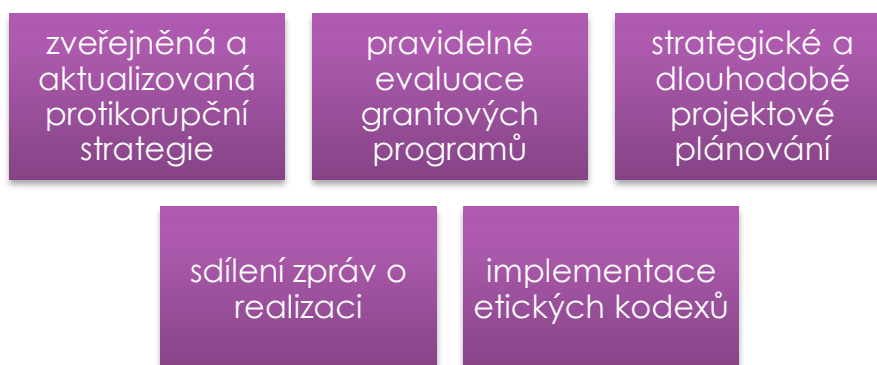 zveřejněná a
aktualizovaná
protikorupční
strategie
pravidelné
evaluace
grantových
programů
strategické a
dlouhodobé
projektové
plánování
sdílení zpráv o
realizaci
implementace
etických kodexů